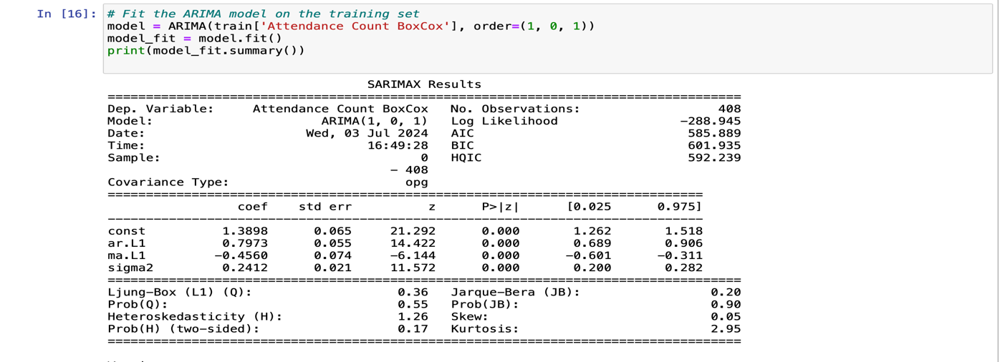 In [16]: # Fit the ARIMA model on the training set
model = ARIMA(train['Attendance Count BoxCox'], order=(1, 0, 1))
model_fit = model.fit()
print(model_fit.summary())
SARIMAX Results
==============================================================================
Dep. Variable: Attendance Count BoxCox No. Observations: 408
Model: ARIMA(1, 0, 1) Log Likelihood -288.945
Date: Wed, 03 Jul 2024 AIC 585.889
Time: 16:49:28 BIC 601.935
Sample: 0 HQIC 592.239
- 408
Covariance Type: opg
==============================================================================
coef std err z P>|z| [0.025 0.975]
------------------------------------------------------------------------------
const 1.3898 0.065 21.292 0.000 1.262 1.518
ar.L1 0.7973 0.055 14.422 0.000 0.689 0.906
ma.L1 -0.4560 0.074 -6.144 0.000 -0.601 -0.311
sigma2 0.2412 0.021 11.572 0.000 0.200 0.282
==============================================================================
Ljung-Box (L1) (Q): 0.36 Jarque-Bera (JB): 0.20
Prob(Q): 0.55 Prob(JB): 0.90
Heteroskedasticity (H): 1.26 Skew: 0.05
Prob(H) (two-sided): 0.17 Kurtosis: 2.95
==============================================================================